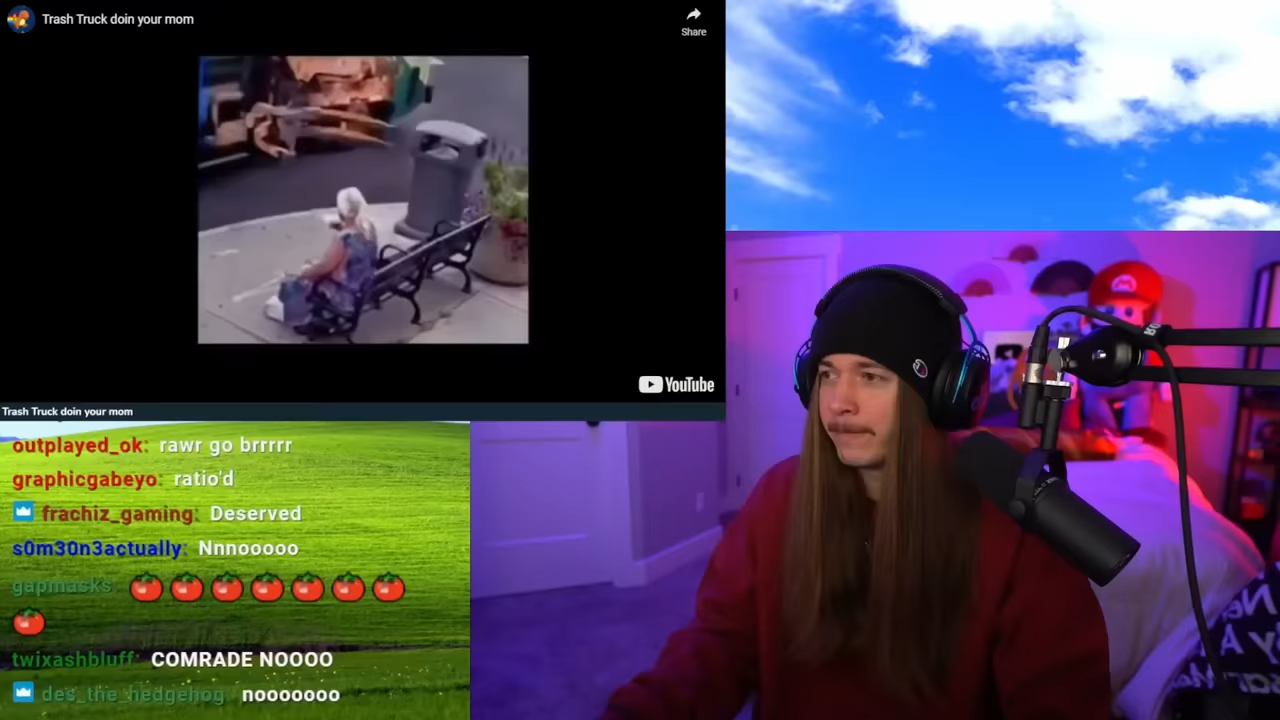 Trash Truck doin your mom
Share
YouTube
Trash Truck doin your mom
outplayed_ok: rawr go brrrrr
graphicgabeyo: ratio'd
frachiz_gaming: Deserved
s0m30n3actually: Nnnooooo
gapmasks
twixashbluff: COMRADE NOOOO
des_the_hedgehog nooooooo